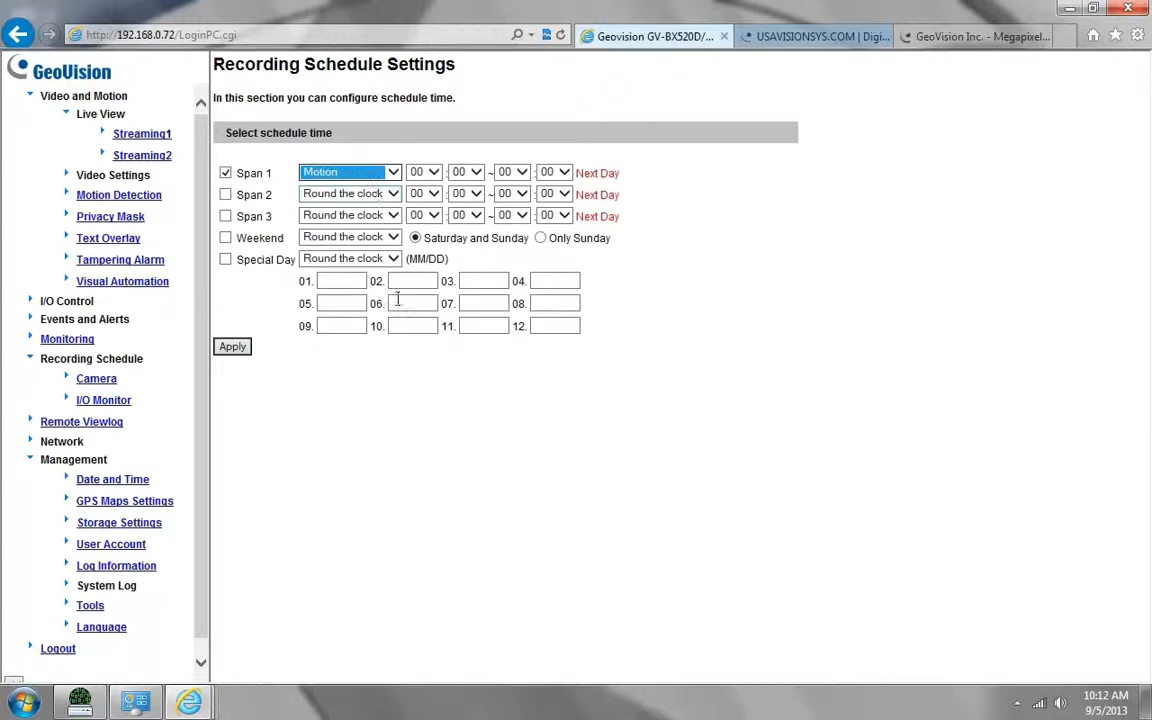 http://192.168.0.72/LoginPC.cgi
Geovision GV-BX520D/...
USAVISIONSYS.COM | Digi...
GeoVision Inc. - Megapixel...
GeoVision
Video and Motion
Live View
Streaming1
Streaming2
Video Settings
Motion Detection
Privacy Mask
Text Overlay
Tampering Alarm
Visual Automation
I/O Control
Events and Alerts
Monitoring
Recording Schedule
Camera
I/O Monitor
Remote Viewlog
Network
Management
Date and Time
GPS Maps Settings
Storage Settings
User Account
Log Information
System Log
Tools
Language
Logout
Recording Schedule Settings
In this section you can configure schedule time.
Select schedule time
Span 1 Motion 00 : 00 ~ 00 : 00 Next Day
Span 2 Round the clock 00 : 00 ~ 00 : 00 Next Day
Span 3 Round the clock 00 : 00 ~ 00 : 00 Next Day
Weekend Round the clock Saturday and Sunday Only Sunday
Special Day Round the clock (MM/DD)
01. 02. 03. 04.
05. 06. 07. 08.
09. 10. 11. 12.
Apply
10:12 AM
9/5/2013